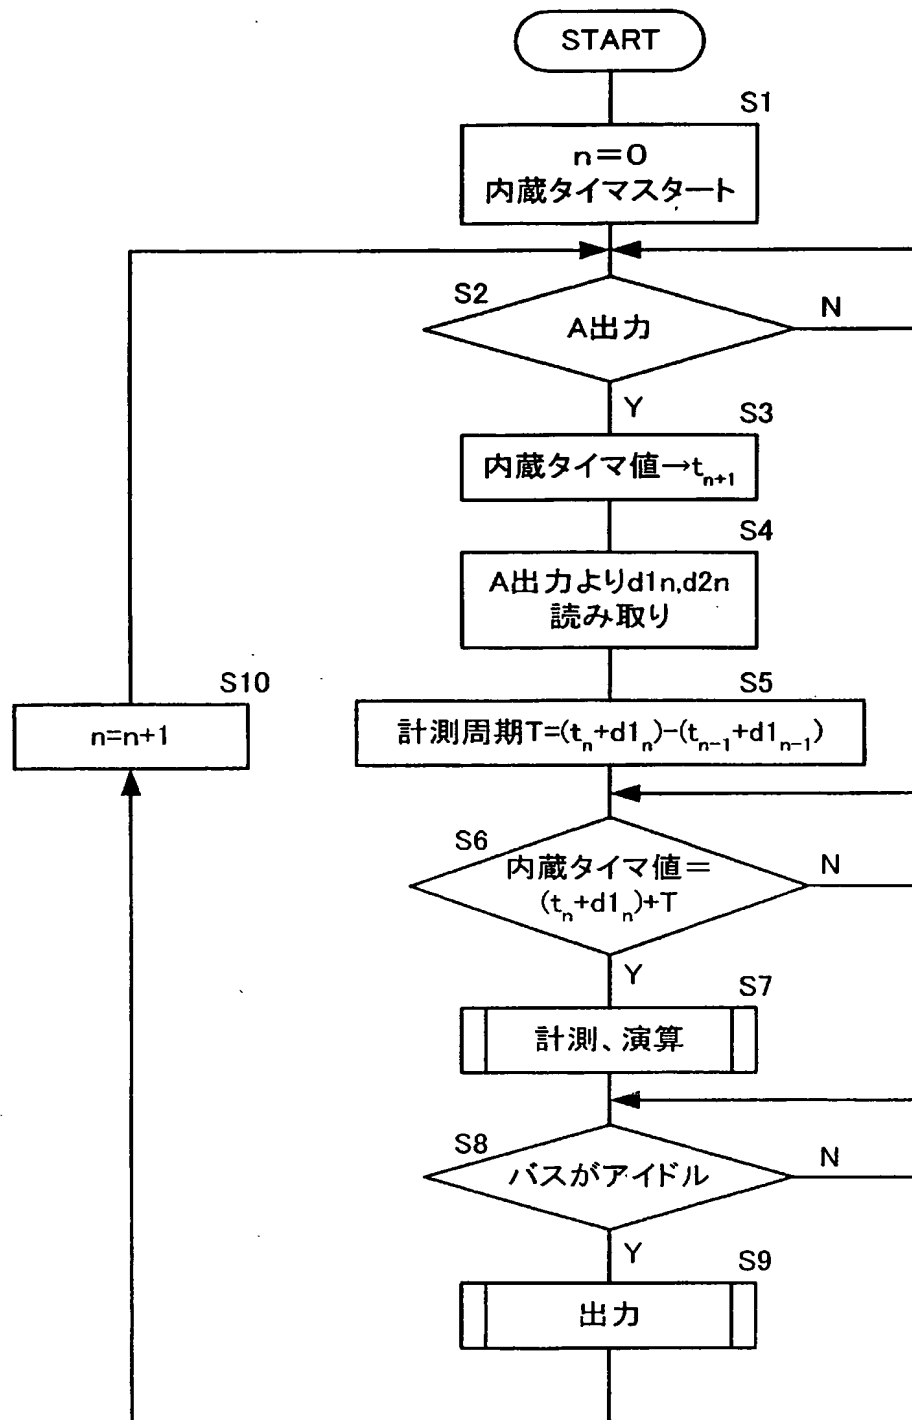 START
S1
n=0
内蔵タイマスタート
S2
A出力
N
Y
S3
内蔵タイマ値→tn+1
S4
A出力よりd1n,d2n
読み取り
S10
n=n+1
S5
計測周期T=(tn+d1n)-(tn-1+d1n-1)
S6
内蔵タイマ値=
(tn+d1n)+T
N
Y
S7
計測、演算
S8
バスがアイドル
N
Y
S9
出力